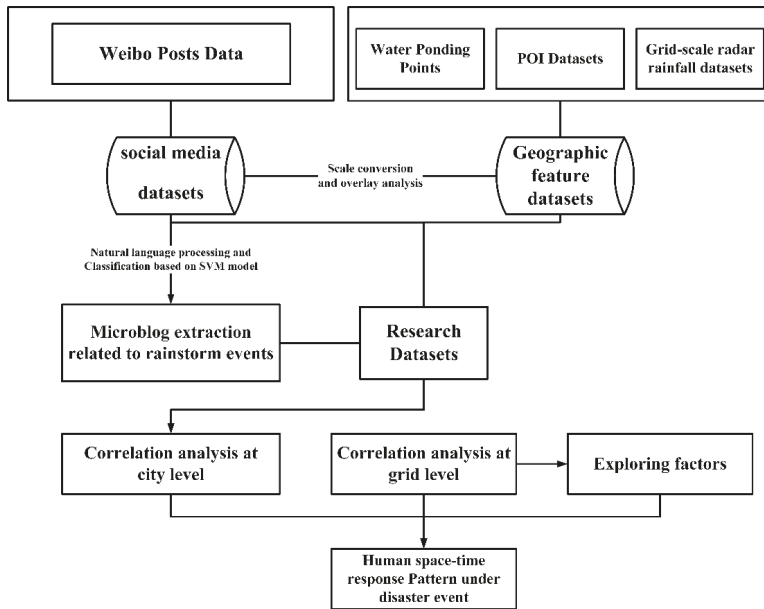 Weibo Posts Data
Water Ponding
Points
POI Datasets
Grid-scale radar
rainfall datasets
social media
datasets
Scale conversion
and overlay analysis
Geographic
feature
datasets
Natural language processing and
Classification based on SVM model
Microblog extraction
related to rainstorm events
Research
Datasets
Correlation analysis at
city level
Correlation analysis at
grid level
Exploring factors
Human space-time
response Pattern under
disaster event